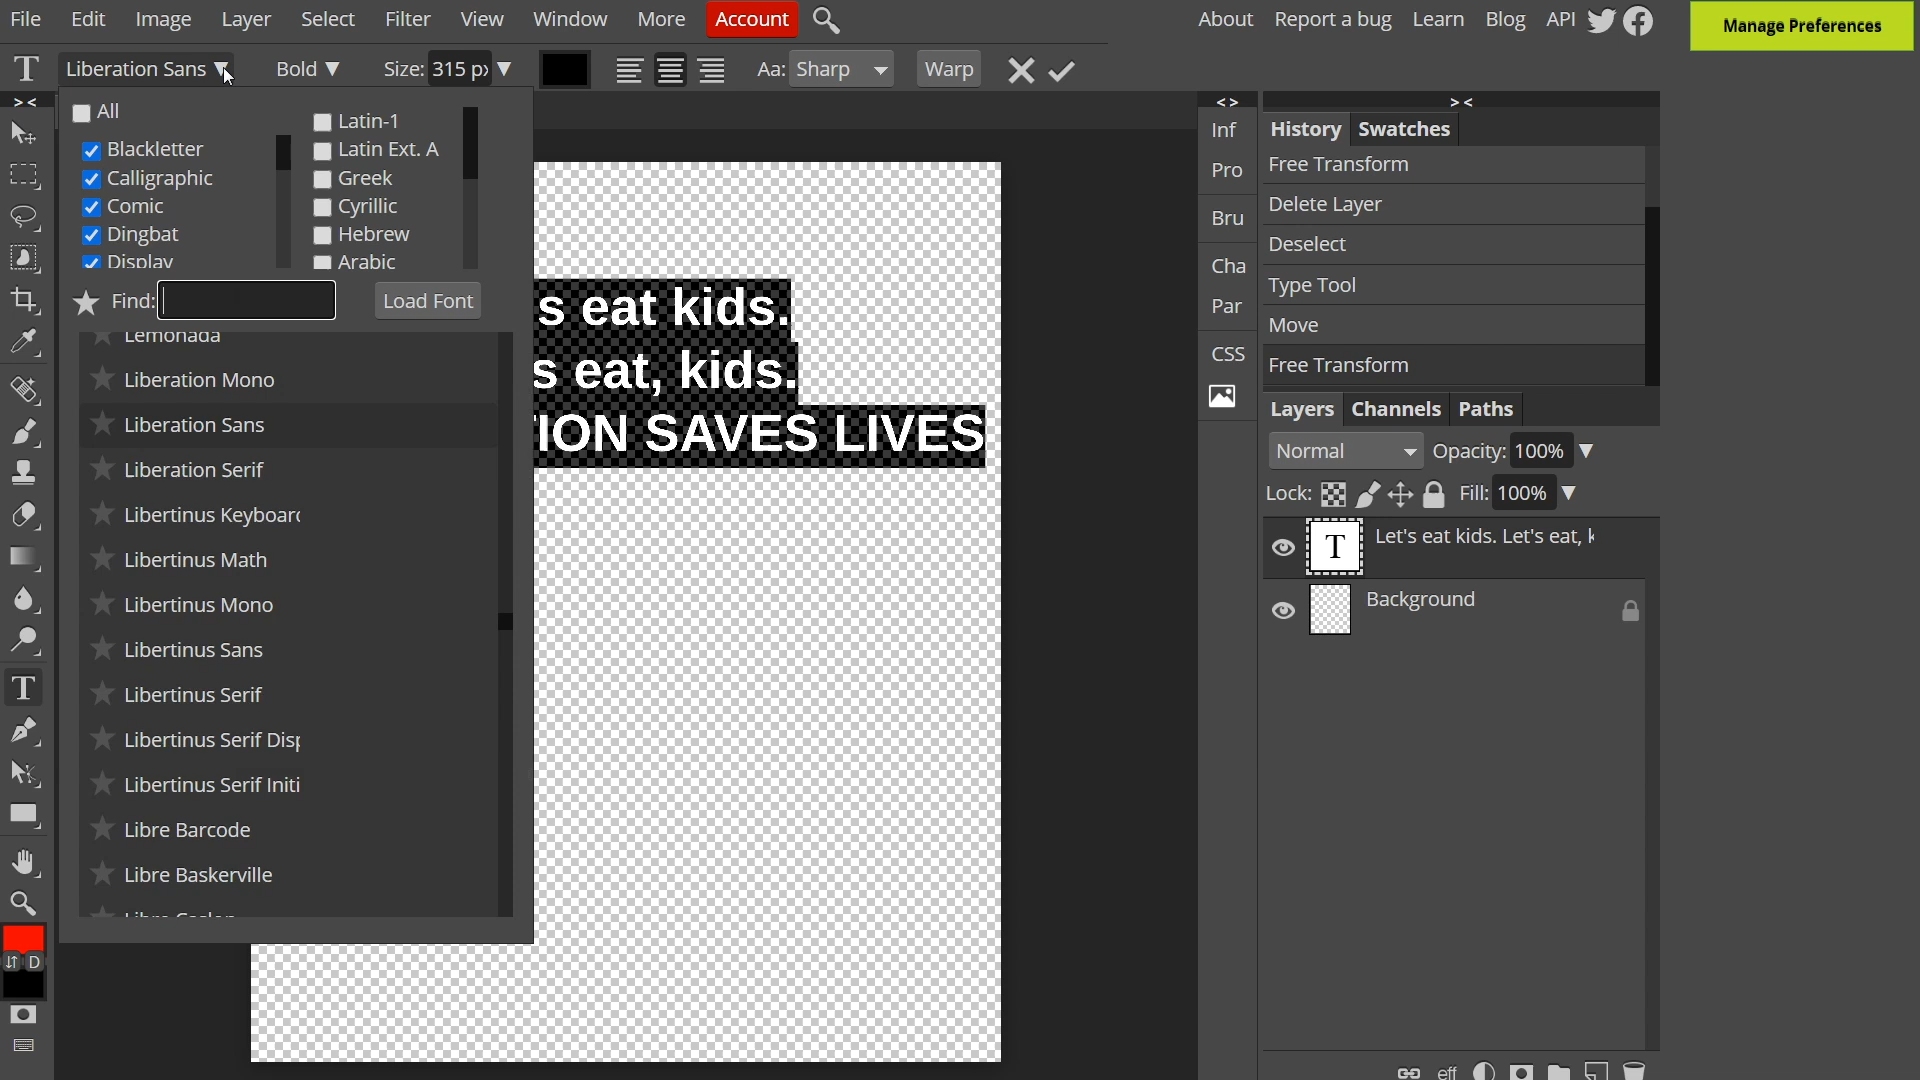 File Edit Image Layer Select Filter View Window More Account About Report a bug Learn Blog API Manage Preferences
T Liberation Sans ▼ Bold ▼ Size: 315 px ▼ Aa: Sharp Warp
> < < > > <
All
Blackletter
Calligraphic
Comic
Dingbat
Display
Latin-1
Latin Ext. A
Greek
Cyrillic
Hebrew
Arabic
Find: Load Font
Lemonada
Liberation Mono
Liberation Sans
Liberation Serif
Libertinus Keyboard
Libertinus Math
Libertinus Mono
Libertinus Sans
Libertinus Serif
Libertinus Serif Disp
Libertinus Serif Initi
Libre Barcode
Libre Baskerville
s eat kids.
s eat, kids.
TION SAVES LIVES
Inf
Pro
Bru
Cha
Par
CSS
History Swatches
Free Transform
Delete Layer
Deselect
Type Tool
Move
Free Transform
Layers Channels Paths
Normal Opacity: 100% ▼
Lock: Fill: 100% ▼
T Let's eat kids. Let's eat, k
Background
T
D
eff